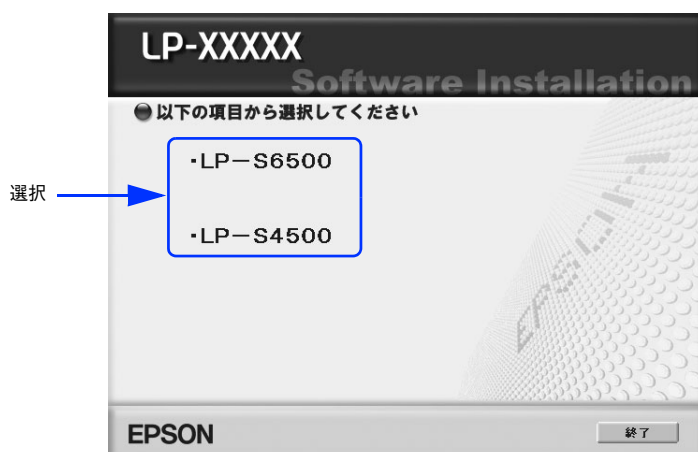 LP-XXXXX
Software Installation
以下の項目から選択してください
・LP－S6500
選択
・LP－S4500
EPSON
EPSON
終了